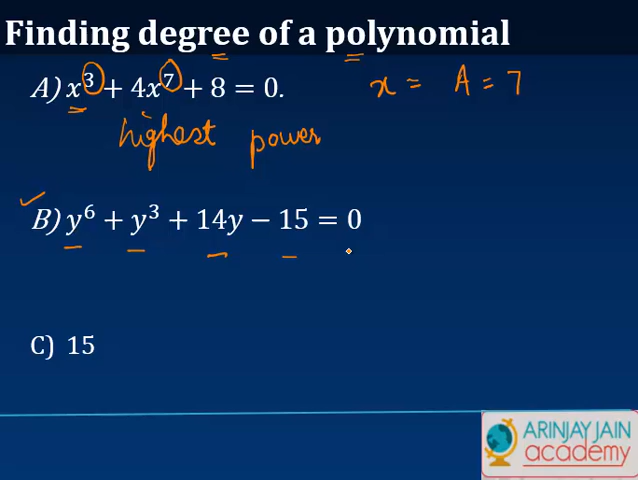 Finding degree of a polynomial
A) x³ + 4x⁷ + 8 = 0. x = A = 7
highest power
B) y⁶ + y³ + 14y − 15 = 0
C) 15
ARINJAY JAIN
academy